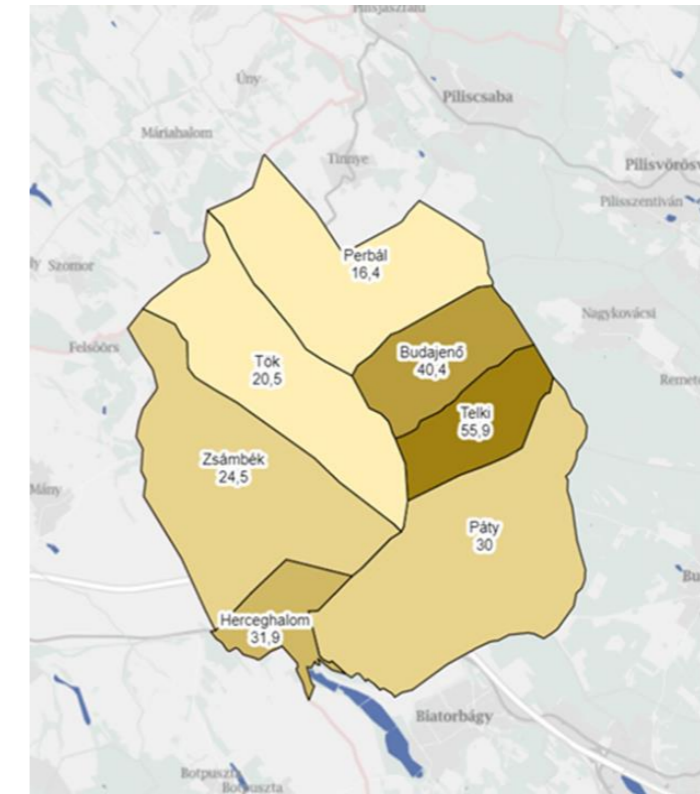 Pilisjászfalu
Úny
Piliscsaba
Máriahalom
Tinnye
Pilisvörösv
Pilisszentiván
Perbál
16,4
Szomor
Nagykovácsi
Felsőörs
Budajenő
40,4
Tök
20,5
Remete
Telki
55,9
Zsámbék
24,5
Mány
Páty
30
Bu
Herceghalom
31,9
Biatorbágy
Botpuszta
Botpuszta